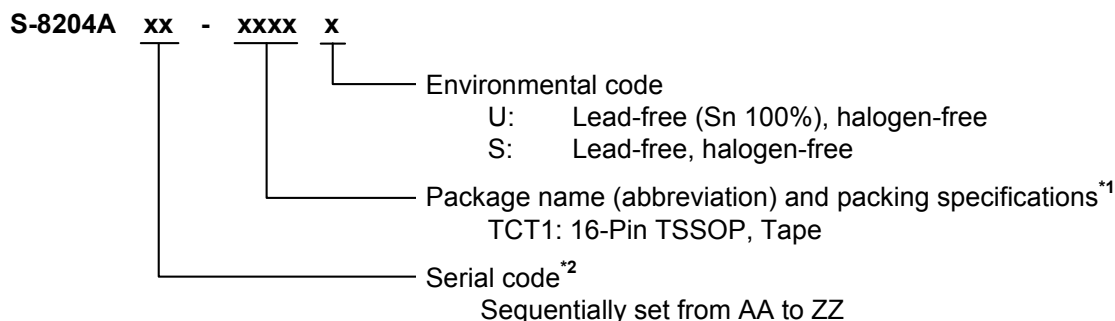 S-8204A xx - xxxx x
Environmental code
U: Lead-free (Sn 100%), halogen-free
S: Lead-free, halogen-free
Package name (abbreviation) and packing specifications*1
TCT1: 16-Pin TSSOP, Tape
Serial code*2
Sequentially set from AA to ZZ